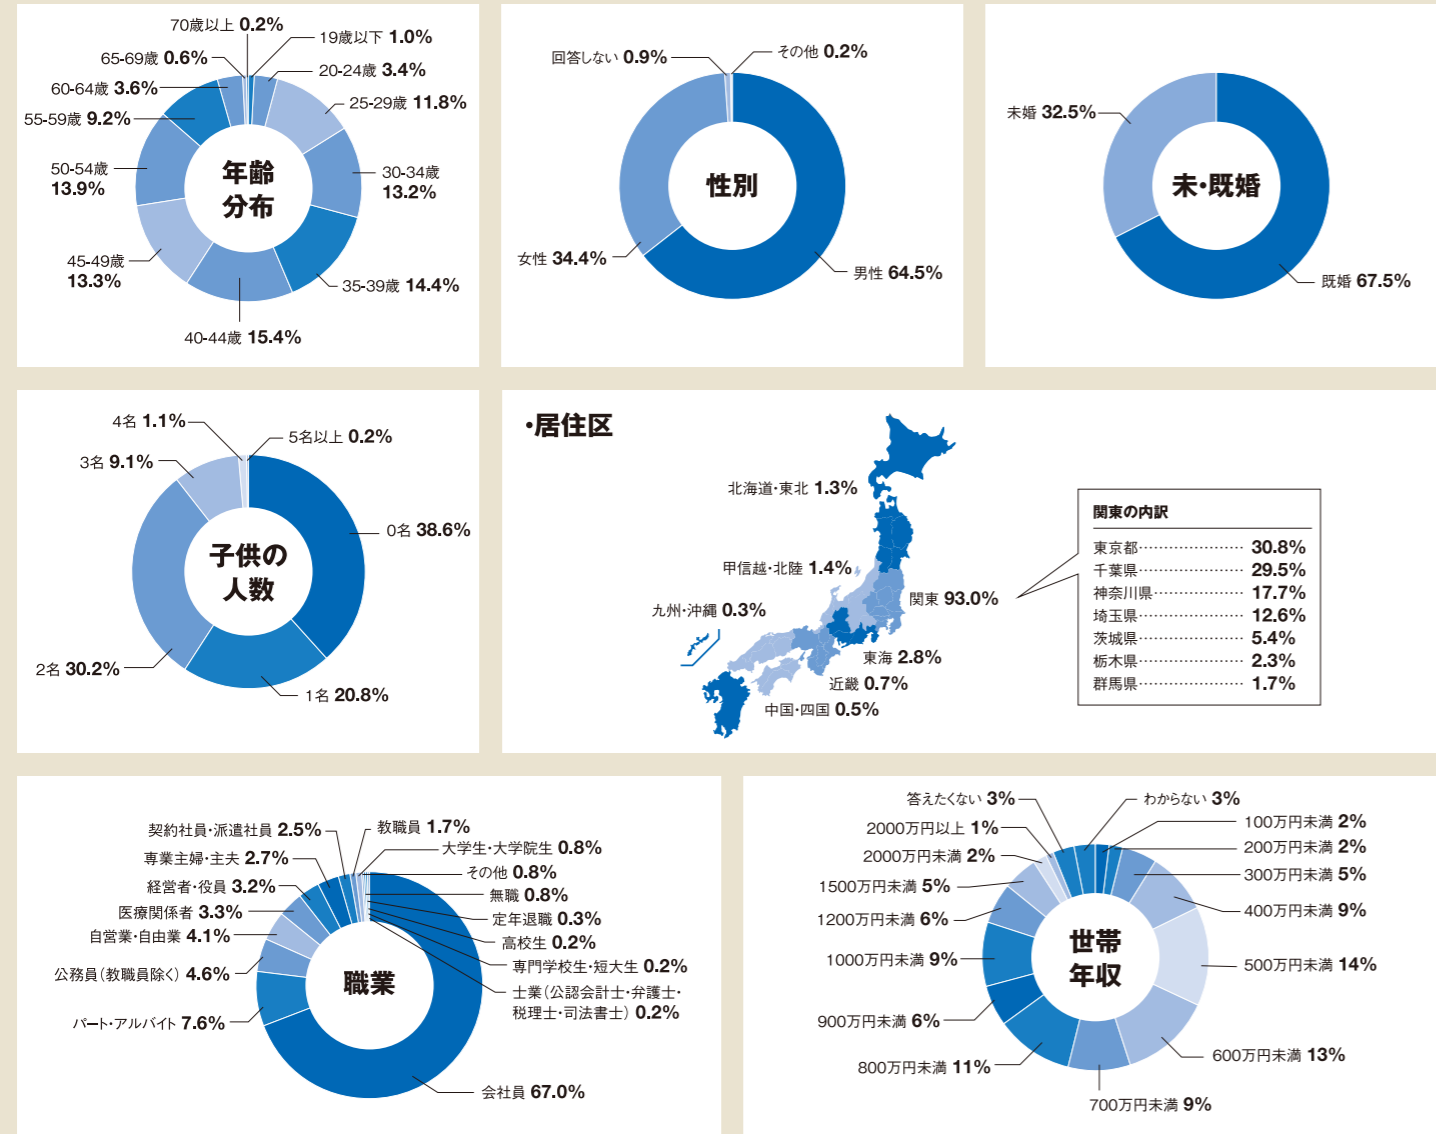 年齢
分布
70歳以上 0.2%
19歳以下 1.0%
65-69歳 0.6%
20-24歳 3.4%
60-64歳 3.6%
25-29歳 11.8%
55-59歳 9.2%
50-54歳
13.9%
30-34歳
13.2%
45-49歳
13.3%
35-39歳 14.4%
40-44歳 15.4%
性別
回答しない 0.9%
その他 0.2%
女性 34.4%
男性 64.5%
未・既婚
未婚 32.5%
既婚 67.5%
子供の
人数
4名 1.1%
5名以上 0.2%
3名 9.1%
0名 38.6%
2名 30.2%
1名 20.8%
・居住区
北海道・東北 1.3%
甲信越・北陸 1.4%
関東 93.0%
九州・沖縄 0.3%
東海 2.8%
近畿 0.7%
中国・四国 0.5%
関東の内訳
東京都 30.8%
千葉県 29.5%
神奈川県 17.7%
埼玉県 12.6%
茨城県 5.4%
栃木県 2.3%
群馬県 1.7%
職業
契約社員・派遣社員 2.5%
教職員 1.7%
専業主婦・主夫 2.7%
大学生・大学院生 0.8%
経営者・役員 3.2%
その他 0.8%
医療関係者 3.3%
無職 0.8%
自営業・自由業 4.1%
定年退職 0.3%
高校生 0.2%
公務員（教職員除く） 4.6%
専門学校生・短大生 0.2%
士業（公認会計士・弁護士・
税理士・司法書士） 0.2%
パート・アルバイト 7.6%
会社員 67.0%
世帯
年収
答えたくない 3%
わからない 3%
2000万円以上 1%
100万円未満 2%
2000万円未満 2%
200万円未満 2%
1500万円未満 5%
300万円未満 5%
1200万円未満 6%
400万円未満 9%
1000万円未満 9%
500万円未満 14%
900万円未満 6%
600万円未満 13%
800万円未満 11%
700万円未満 9%